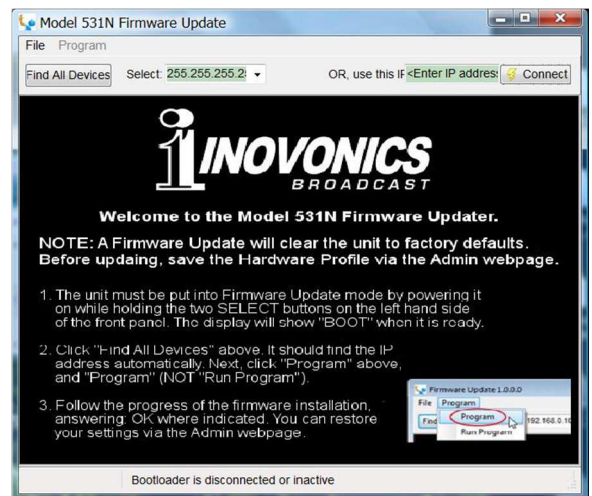 Model 531N Firmware Update
File Program
Find All Devices Select: 255.255.255.2 OR, use this IF <Enter IP address Connect
INOVONICS
BROADCAST
Welcome to the Model 531N Firmware Updater.
NOTE: A Firmware Update will clear the unit to factory defaults.
Before updaing, save the Hardware Profile via the Admin webpage.
1. The unit must be put into Firmware Update mode by powering it
on while holding the two SELECT buttons on the left hand side
of the front panel. The display will show "BOOT" when it is ready.
2. Click "Find All Devices" above. It should find the IP
address automatically. Next, click "Program" above,
and "Program" (NOT "Run Program").
3. Follow the progress of the firmware installation,
answering: OK where indicated. You can restore
your settings via the Admin webpage.
Firmware Update 1.0.0.0
File Program
Find Program 192.168.0.10
Run Program
Bootloader is disconnected or inactive